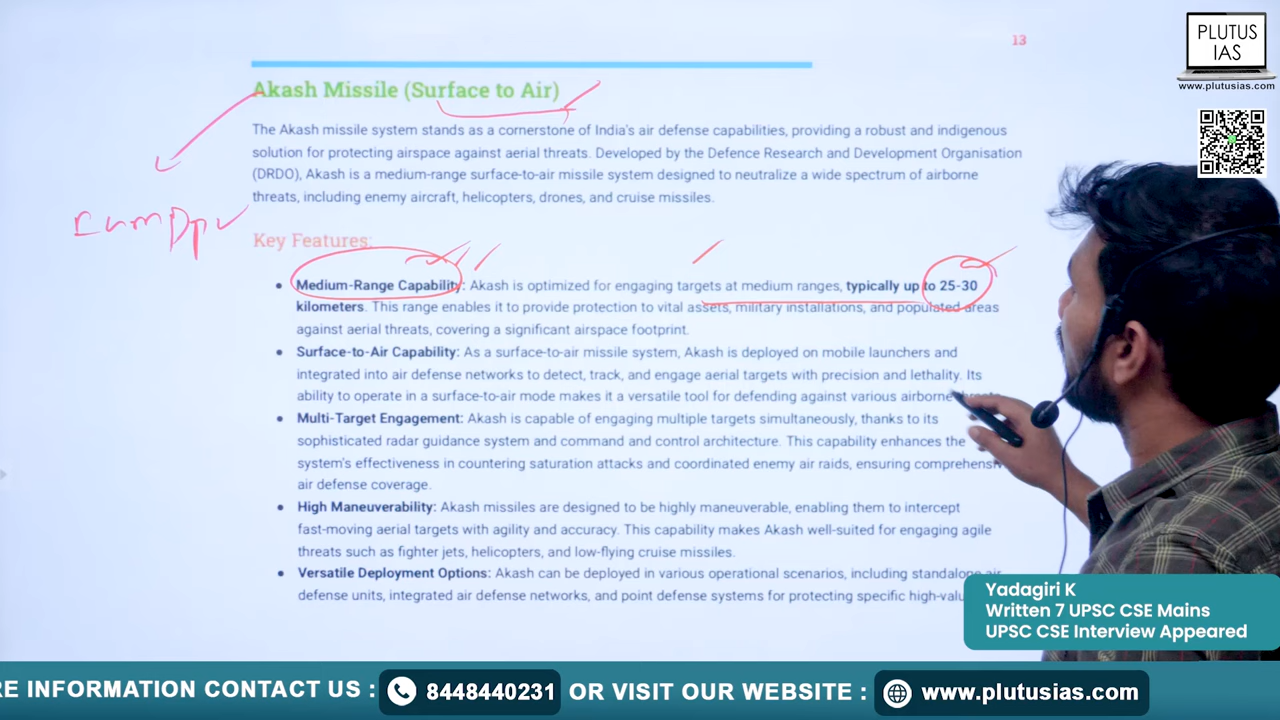 13
PLUTUS
IAS
www.plutusias.com
Akash Missile (Surface to Air)
The Akash missile system stands as a cornerstone of India's air defense capabilities, providing a robust and indigenous
solution for protecting airspace against aerial threats. Developed by the Defence Research and Development Organisation
(DRDO), Akash is a medium-range surface-to-air missile system designed to neutralize a wide spectrum of airborne
threats, including enemy aircraft, helicopters, drones, and cruise missiles.
Key Features:
• Medium-Range Capability: Akash is optimized for engaging targets at medium ranges, typically up to 25-30
kilometers. This range enables it to provide protection to vital assets, military installations, and populated areas
against aerial threats, covering a significant airspace footprint.
• Surface-to-Air Capability: As a surface-to-air missile system, Akash is deployed on mobile launchers and
integrated into air defense networks to detect, track, and engage aerial targets with precision and lethality. Its
ability to operate in a surface-to-air mode makes it a versatile tool for defending against various airborne
• Multi-Target Engagement: Akash is capable of engaging multiple targets simultaneously, thanks to its
sophisticated radar guidance system and command and control architecture. This capability enhances the
system's effectiveness in countering saturation attacks and coordinated enemy air raids, ensuring comprehensiv
air defense coverage.
• High Maneuverability: Akash missiles are designed to be highly maneuverable, enabling them to intercept
fast-moving aerial targets with agility and accuracy. This capability makes Akash well-suited for engaging agile
threats such as fighter jets, helicopters, and low-flying cruise missiles.
• Versatile Deployment Options: Akash can be deployed in various operational scenarios, including standalone air
defense units, integrated air defense networks, and point defense systems for protecting specific high-valu
Yadagiri K
Written 7 UPSC CSE Mains
UPSC CSE Interview Appeared
RE INFORMATION CONTACT US : 8448440231 OR VISIT OUR WEBSITE : www.plutusias.com